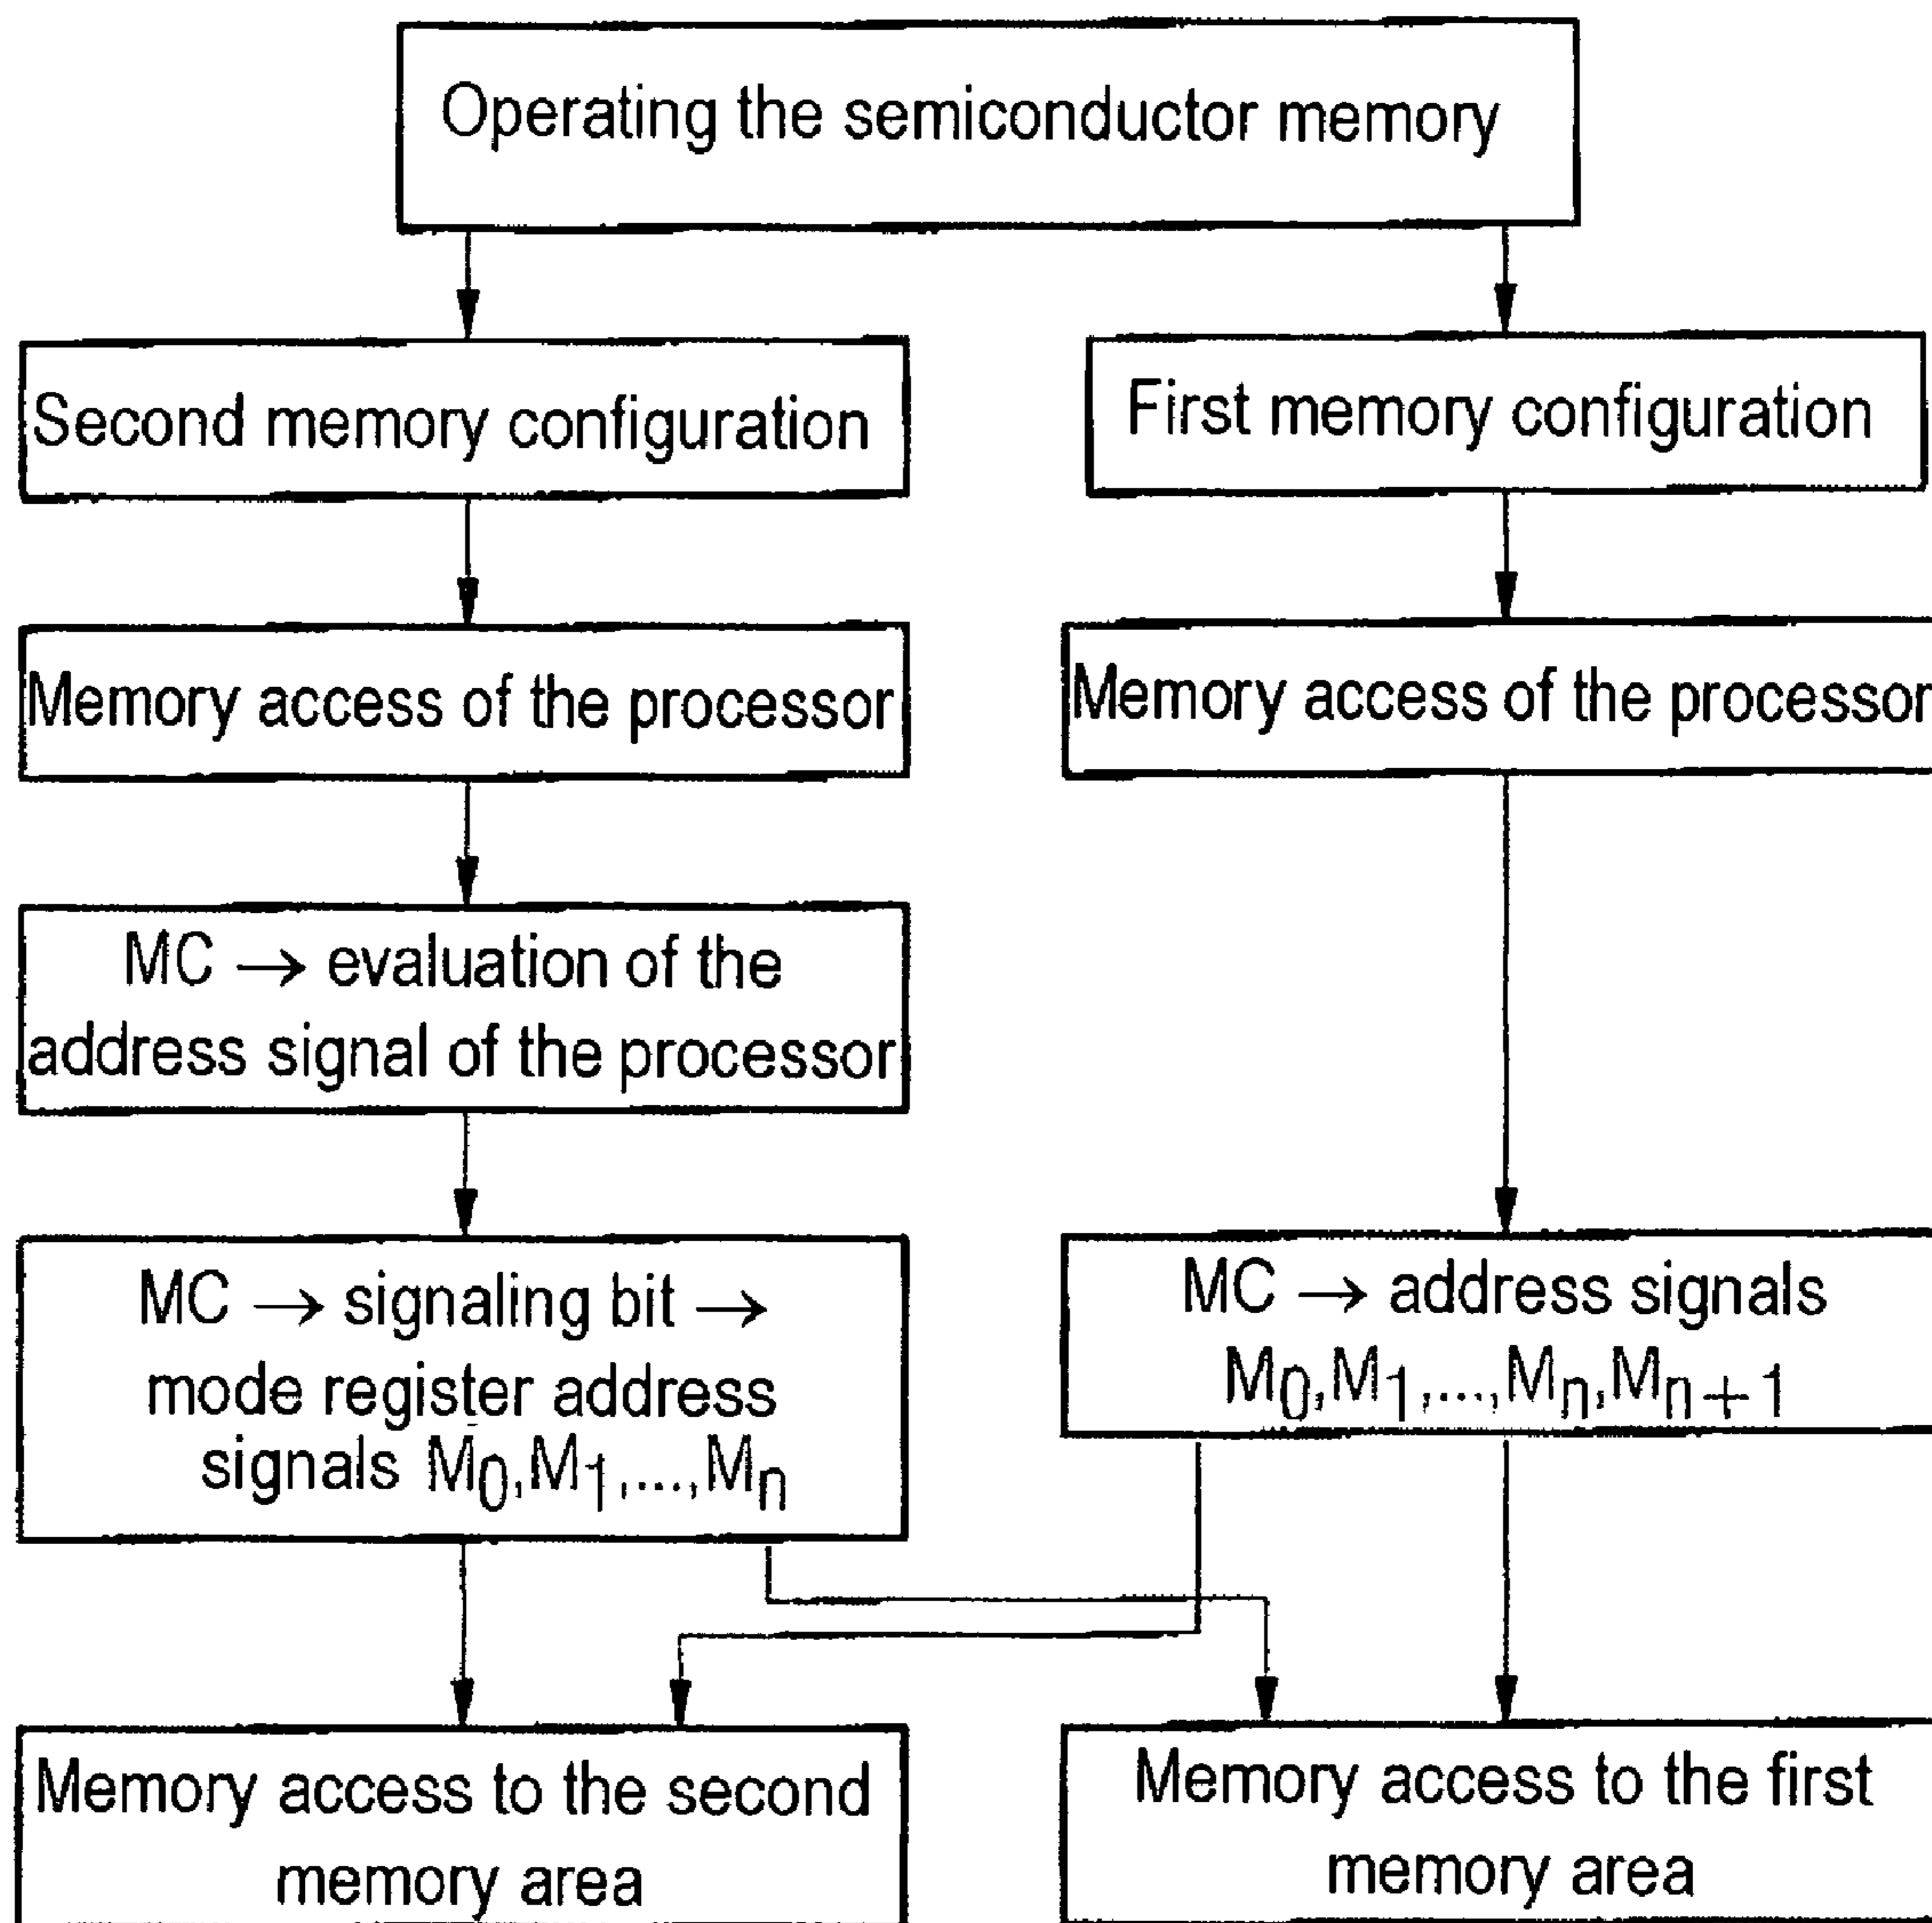 Operating the semiconductor memory
Second memory configuration
First memory configuration
Memory access of the processor
Memory access of the processor
MC → evaluation of the
address signal of the processor
MC → signaling bit →
mode register address
signals M0,M1,...,Mn
MC → address signals
M0,M1,...,Mn,Mn+1
Memory access to the second
memory area
Memory access to the first
memory area